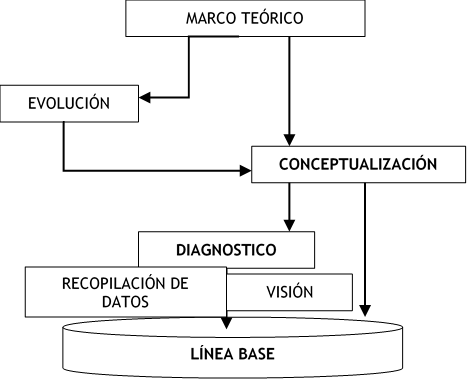 MARCO TEÓRICO
EVOLUCIÓN
CONCEPTUALIZACIÓN
DIAGNOSTICO
RECOPILACIÓN DE
DATOS
VISIÓN
LÍNEA BASE